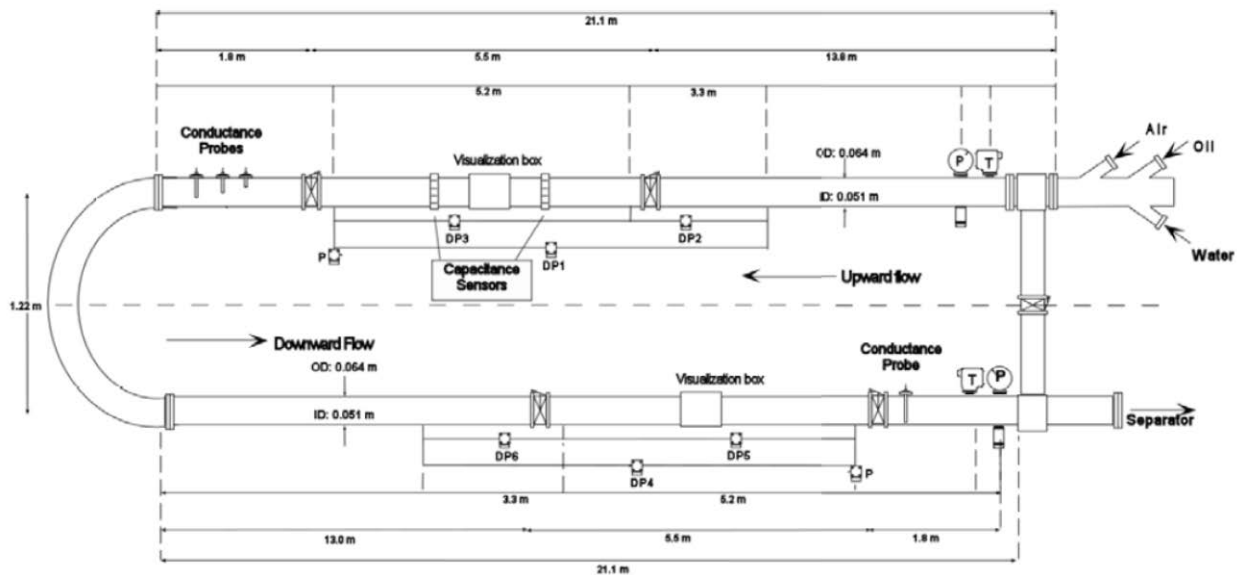 21.1 m
1.8 m
5.5 m
13.8 m
5.2 m
3.3 m
Conductance
Probes
Visualization box
OD: 0.064 m
P
T
Air
Oil
ID: 0.051 m
Water
DP3
DP2
P
DP1
Capacitance
Sensors
Upward flow
1.22 m
Downward Flow
OD: 0.064 m
Conductance
Probe
Visualization box
T
P
ID: 0.051 m
Separator
DP6
DP5
DP4
P
3.3 m
5.2 m
13.0 m
5.5 m
1.8 m
21.1 m